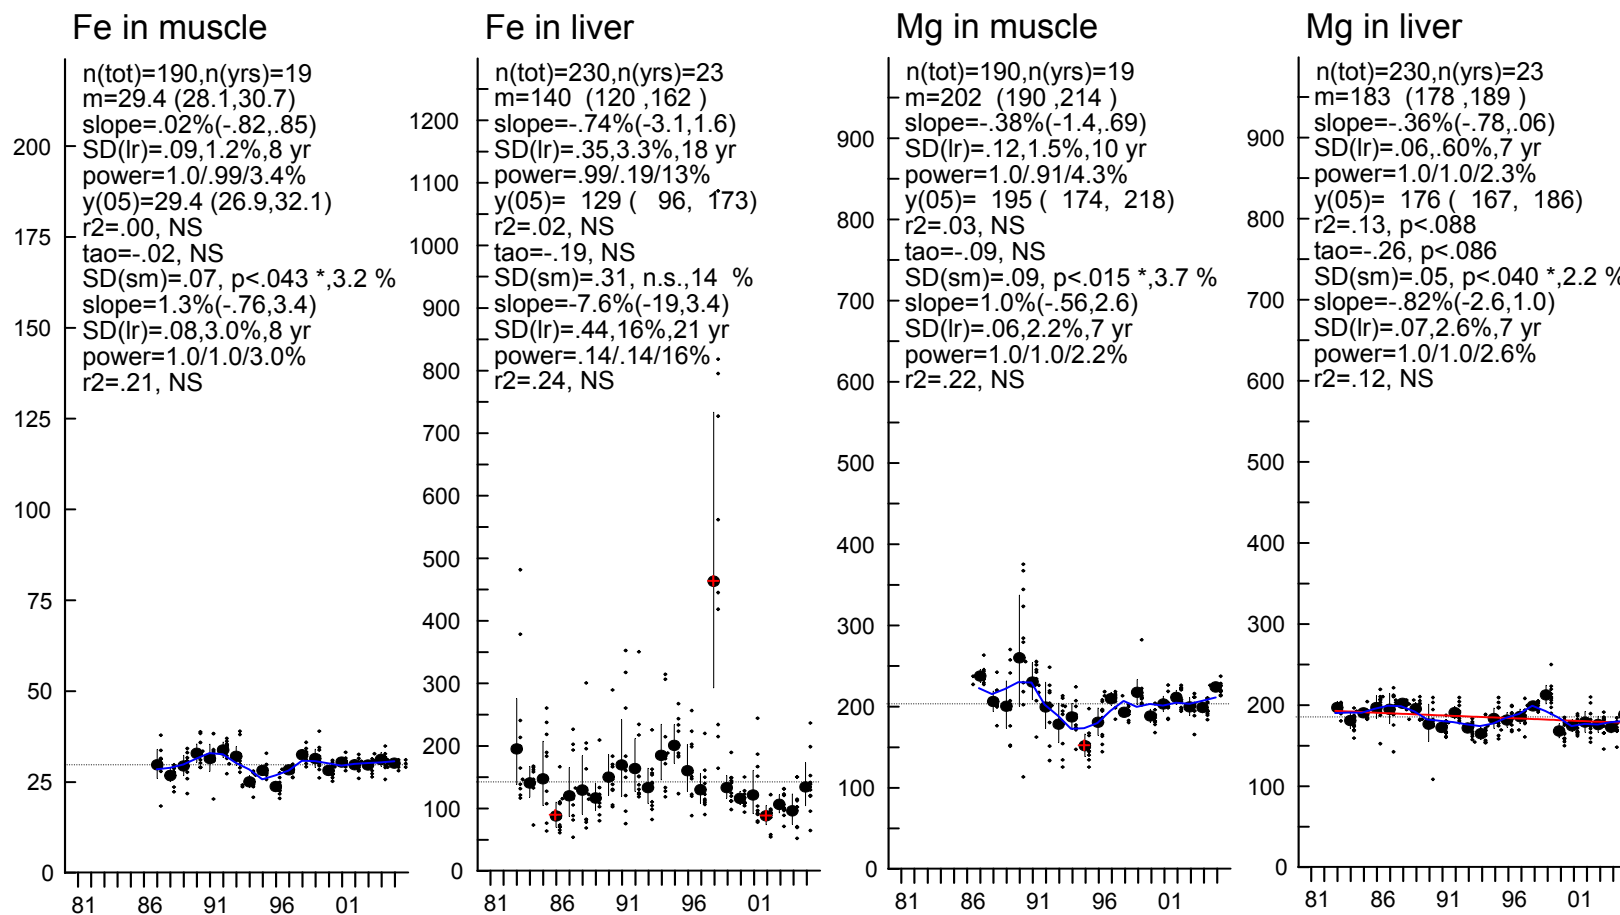 Fe in muscle
n(tot)=190,n(yrs)=19
m=29.4 (28.1,30.7)
slope=.02%(-.82,.85)
SD(lr)=.09,1.2%,8 yr
power=1.0/.99/3.4%
y(05)=29.4 (26.9,32.1)
r2=.00, NS
tao=-.02, NS
SD(sm)=.07, p<.043 *,3.2 %
slope=1.3%(-.76,3.4)
SD(lr)=.08,3.0%,8 yr
power=1.0/1.0/3.0%
r2=.21, NS
200
175
150
125
100
75
50
25
0
81 86 91 96 01
Fe in liver
n(tot)=230,n(yrs)=23
m=140 (120 ,162 )
slope=-.74%(-3.1,1.6)
SD(lr)=.35,3.3%,18 yr
power=.99/.19/13%
y(05)= 129 ( 96, 173)
r2=.02, NS
tao=-.19, NS
SD(sm)=.31, n.s.,14 %
slope=-7.6%(-19,3.4)
SD(lr)=.44,16%,21 yr
power=.14/.14/16%
r2=.24, NS
1200
1100
1000
900
800
700
600
500
400
300
200
100
0
81 86 91 96 01
Mg in muscle
n(tot)=190,n(yrs)=19
m=202 (190 ,214 )
slope=-.38%(-1.4,.69)
SD(lr)=.12,1.5%,10 yr
power=1.0/.91/4.3%
y(05)= 195 ( 174, 218)
r2=.03, NS
tao=-.09, NS
SD(sm)=.09, p<.015 *,3.7 %
slope=1.0%(-.56,2.6)
SD(lr)=.06,2.2%,7 yr
power=1.0/1.0/2.2%
r2=.22, NS
900
800
700
600
500
400
300
200
100
0
81 86 91 96 01
Mg in liver
n(tot)=230,n(yrs)=23
m=183 (178 ,189 )
slope=-.36%(-.78,.06)
SD(lr)=.06,.60%,7 yr
power=1.0/1.0/2.3%
y(05)= 176 ( 167, 186)
r2=.13, p<.088
tao=-.26, p<.086
SD(sm)=.05, p<.040 *,2.2 %
slope=-.82%(-2.6,1.0)
SD(lr)=.07,2.6%,7 yr
power=1.0/1.0/2.6%
r2=.12, NS
900
800
700
600
500
400
300
200
100
0
81 86 91 96 01